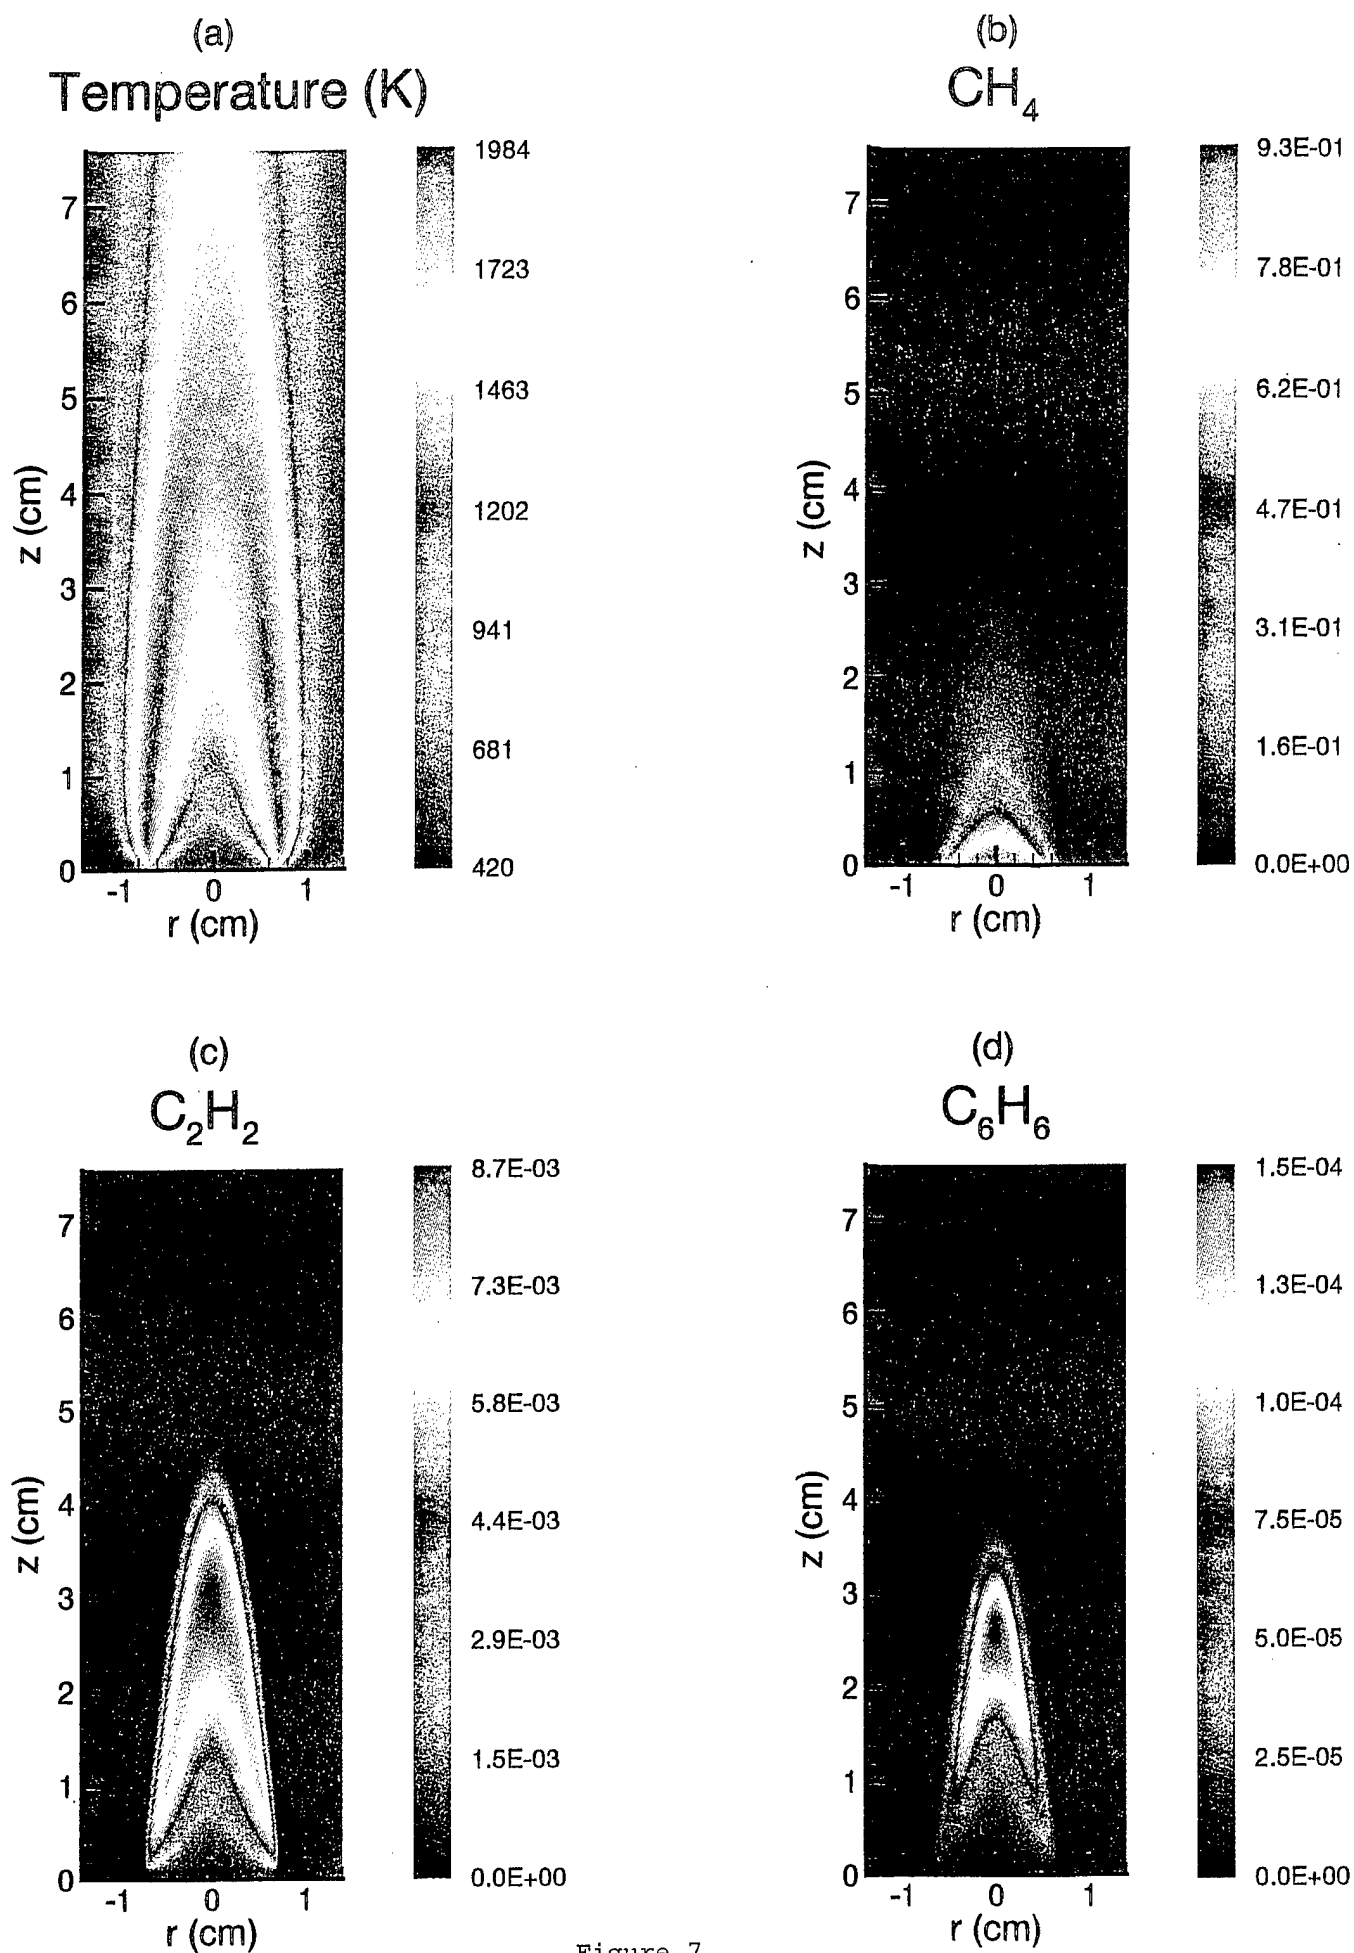 (a)
Temperature (K)
1984
1723
1463
1202
941
681
420
7
6
5
4
3
2
1
0
z (cm)
-1 0 1
r (cm)
(b)
CH₄
9.3E-01
7.8E-01
6.2E-01
4.7E-01
3.1E-01
1.6E-01
0.0E+00
7
6
5
4
3
2
1
0
z (cm)
-1 0 1
r (cm)
(c)
C₂H₂
8.7E-03
7.3E-03
5.8E-03
4.4E-03
2.9E-03
1.5E-03
0.0E+00
7
6
5
4
3
2
1
0
z (cm)
-1 0 1
r (cm)
(d)
C₆H₆
1.5E-04
1.3E-04
1.0E-04
7.5E-05
5.0E-05
2.5E-05
0.0E+00
7
6
5
4
3
2
1
0
z (cm)
-1 0 1
r (cm)
Figure 7